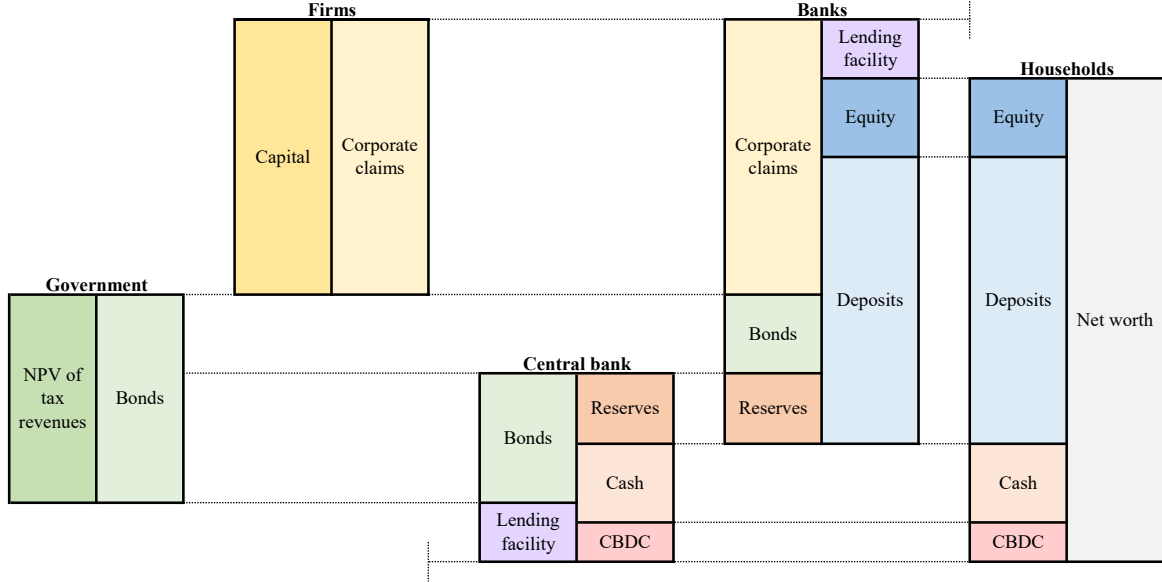 Firms
Banks
Lending
facility
Households
Capital
Corporate
claims
Corporate
claims
Equity
Equity
Government
Deposits
Deposits
Net worth
NPV of
tax
revenues
Bonds
Bonds
Central bank
Bonds
Reserves
Reserves
Cash
Cash
Lending
facility
CBDC
CBDC